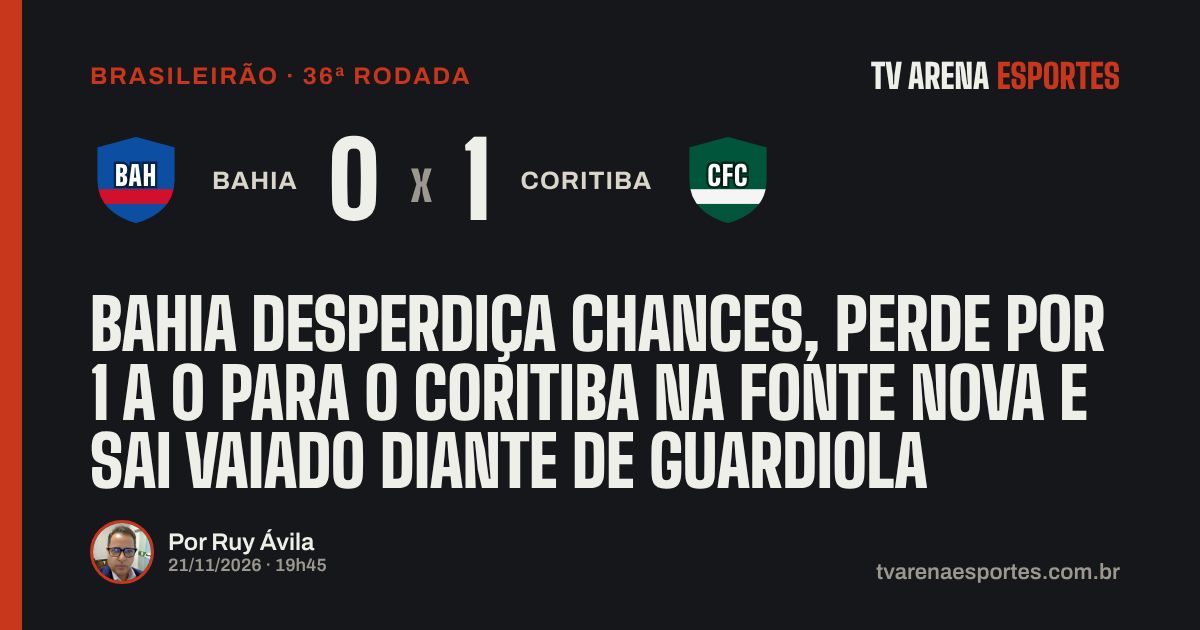 BRASILEIRÃO · 36ª RODADA
TV ARENA ESPORTES
BAH BAHIA 0 X 1 CORITIBA CFC
BAHIA DESPERDIÇA CHANCES, PERDE POR
1 A 0 PARA O CORITIBA NA FONTE NOVA E
SAI VAIADO DIANTE DE GUARDIOLA
Por Ruy Ávila
21/11/2026 · 19h45
tvarenaesportes.com.br